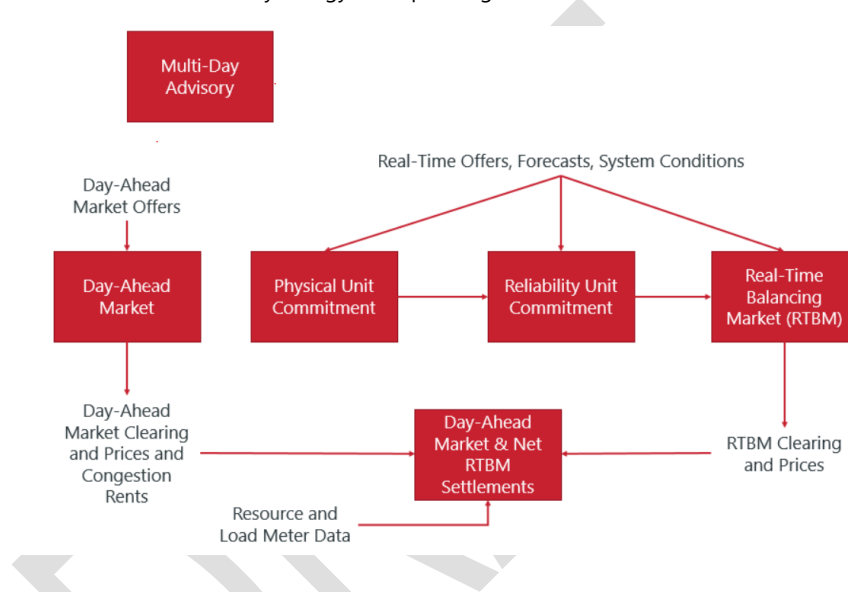 Multi-Day
Advisory
Real-Time Offers, Forecasts, System Conditions
Day-Ahead
Market Offers
Day-Ahead
Market
Physical Unit
Commitment
Reliability Unit
Commitment
Real-Time
Balancing
Market (RTBM)
Day-Ahead
Market Clearing
and Prices and
Congestion
Rents
Day-Ahead
Market & Net
RTBM
Settlements
RTBM Clearing
and Prices
Resource and
Load Meter Data